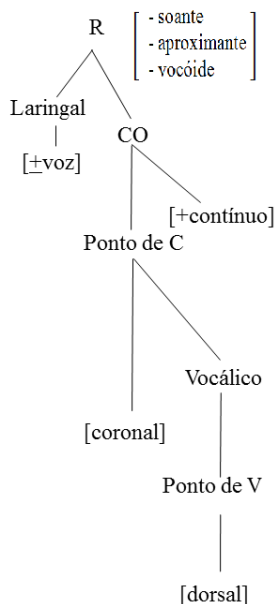 R
- soante
- aproximante
- vocóide
Laringal
CO
[±voz]
[+contínuo]
Ponto de C
Vocálico
[coronal]
Ponto de V
[dorsal]